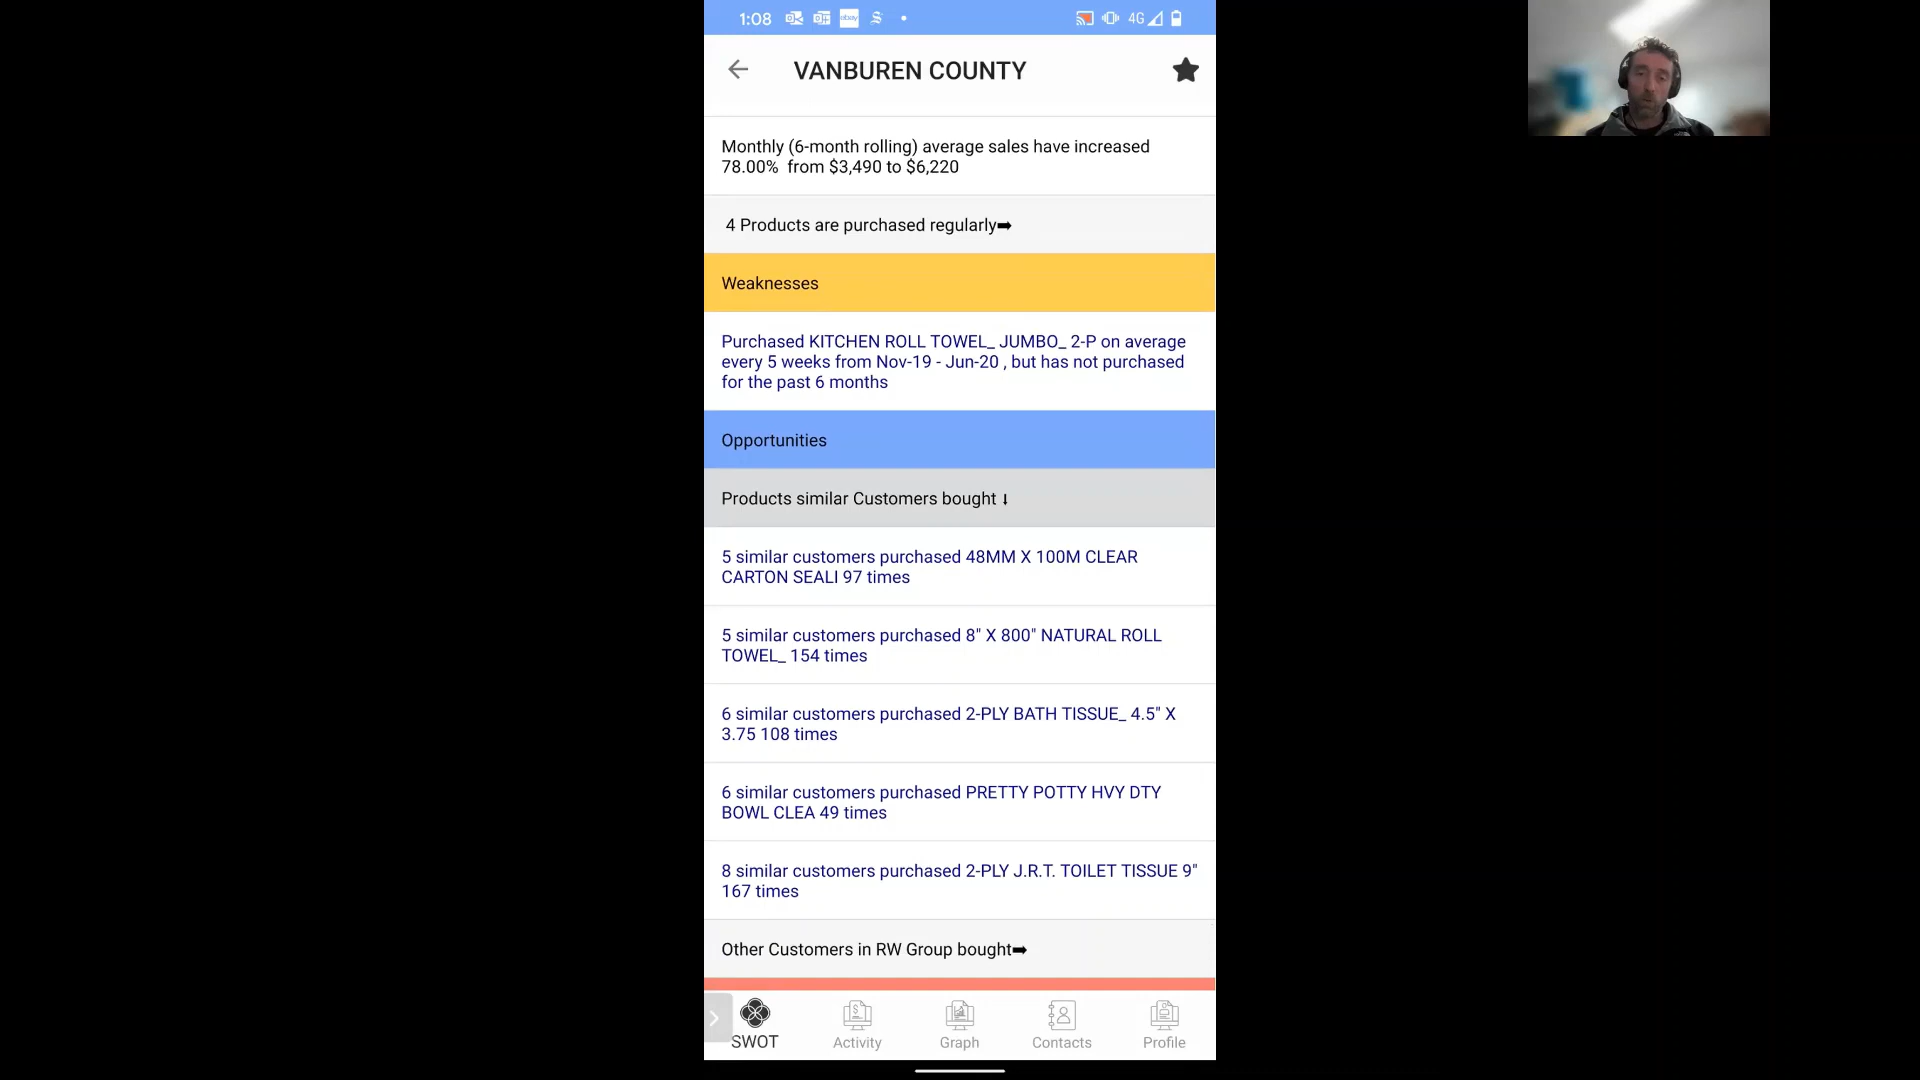 1:08
ebay
4G
VANBUREN COUNTY
Monthly (6-month rolling) average sales have increased
78.00%  from $3,490 to $6,220
4 Products are purchased regularly➡
Weaknesses
Purchased KITCHEN ROLL TOWEL_ JUMBO_ 2-P on average
every 5 weeks from Nov-19 - Jun-20 , but has not purchased
for the past 6 months
Opportunities
Products similar Customers bought ↓
5 similar customers purchased 48MM X 100M CLEAR
CARTON SEALI 97 times
5 similar customers purchased 8" X 800" NATURAL ROLL
TOWEL_ 154 times
6 similar customers purchased 2-PLY BATH TISSUE_ 4.5" X
3.75 108 times
6 similar customers purchased PRETTY POTTY HVY DTY
BOWL CLEA 49 times
8 similar customers purchased 2-PLY J.R.T. TOILET TISSUE 9"
167 times
Other Customers in RW Group bought➡
SWOT
Activity
Graph
Contacts
Profile